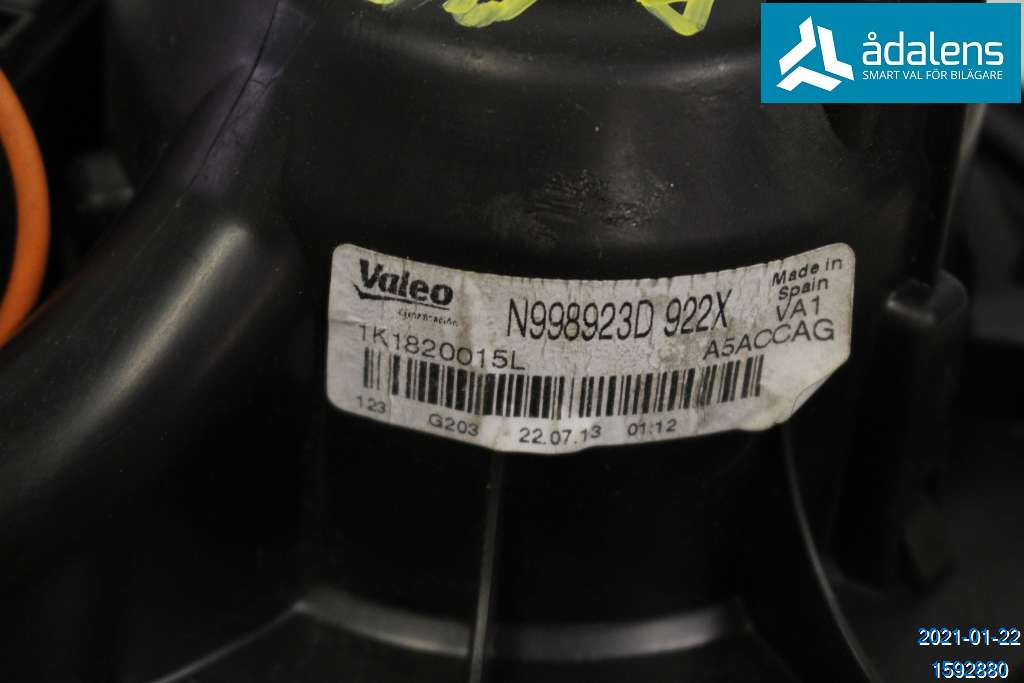 ådalens
SMART VAL FÖR BILÄGARE
Valeo
Climatización
N998923D 922X
Made in
Spain
VA1
1K1820015L
A5ACCAG
123 G203 22.07.13 01:12
2021-01-22
1592880